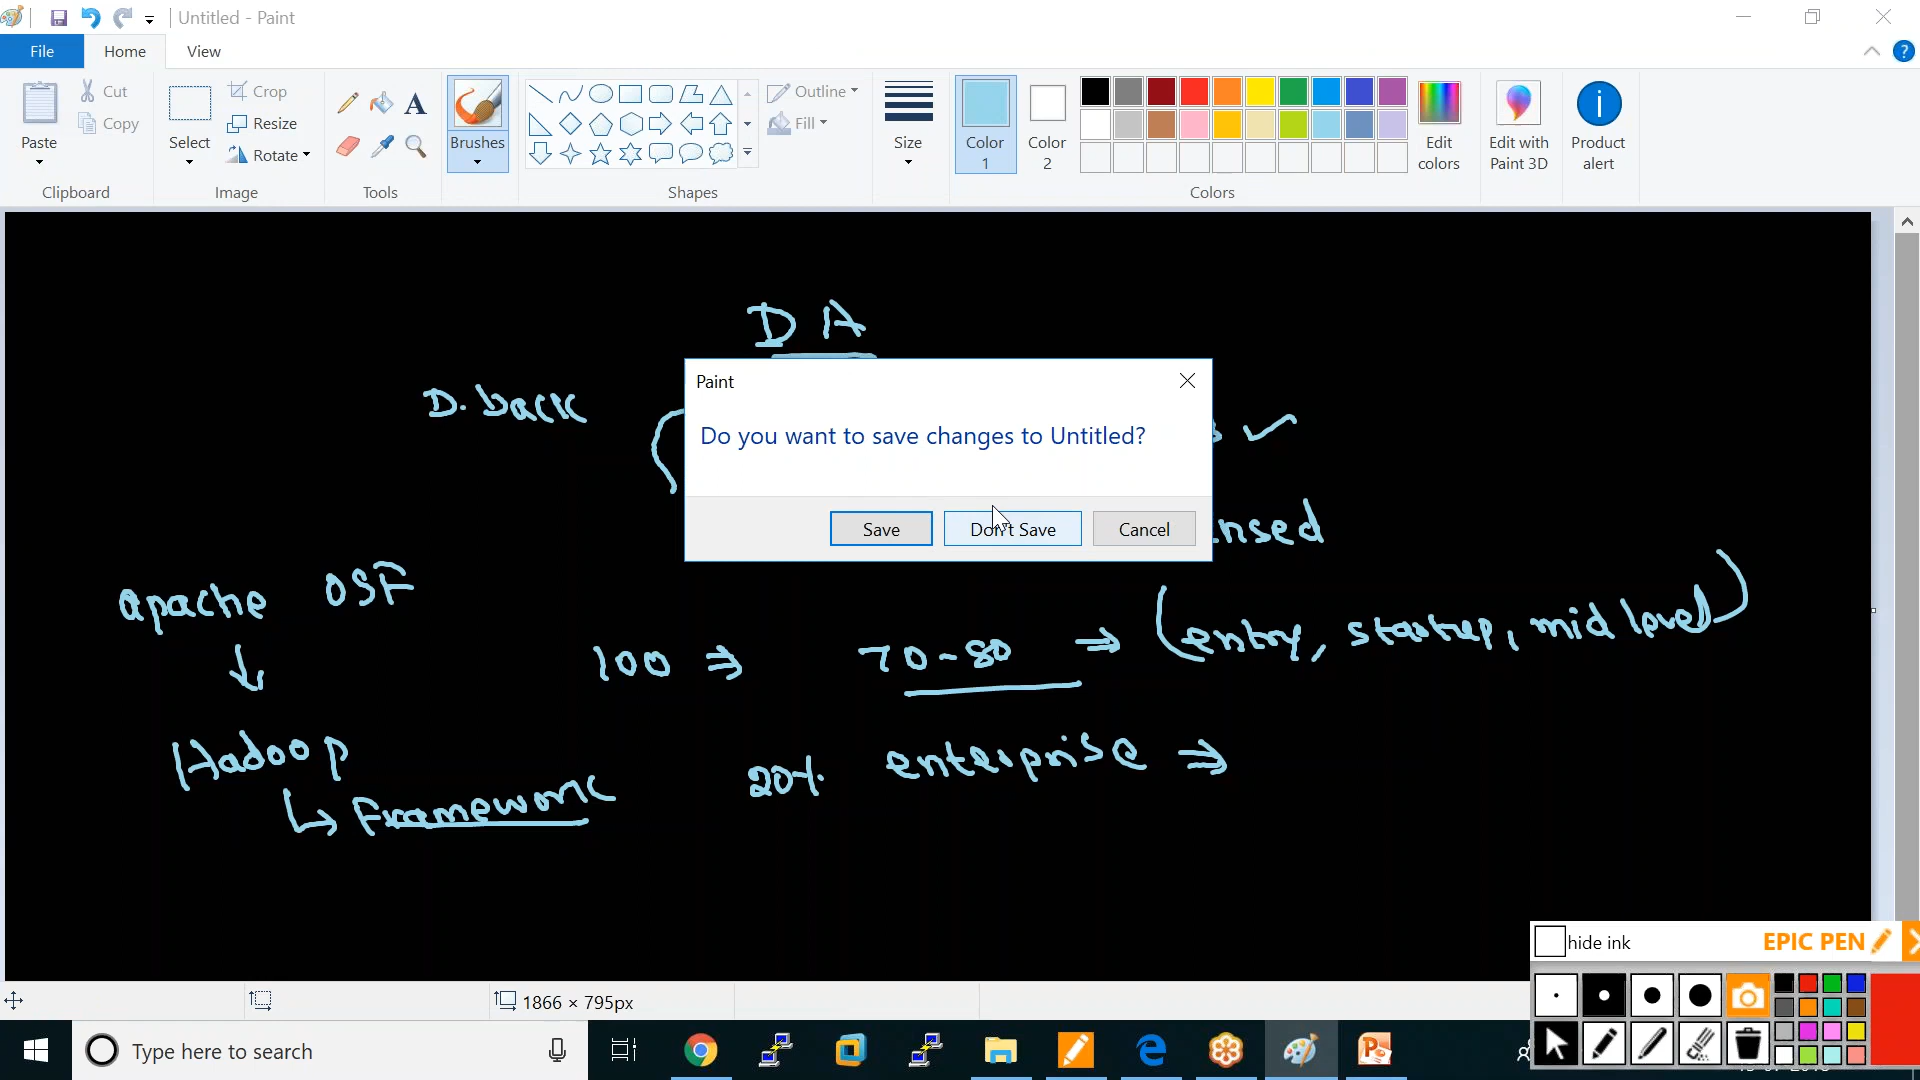 Untitled - Paint
File Home View
Paste
Cut
Copy
Clipboard
Select
Crop
Resize
Rotate
Image
Tools
Brushes
Shapes
Outline
Fill
Size
Color 1
Color 2
Colors
Edit colors
Edit with Paint 3D
Product alert
D A
D. back
Paint
Do you want to save changes to Untitled?
Save Don't Save Cancel
apache OSF
100 ⇒ 70-80 ⇒ (entry, startup, mid level)
Hadoop
20% enterprise ⇒
Framework
hide ink EPIC PEN
1866 × 795px
Type here to search